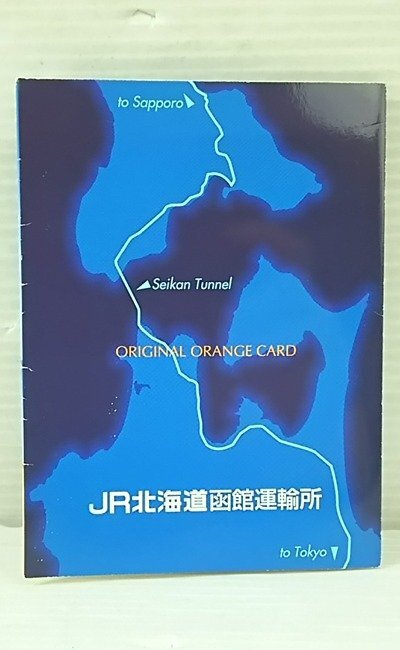 to Sapporo
Seikan Tunnel
ORIGINAL ORANGE CARD
JR北海道函館運輸所
to Tokyo